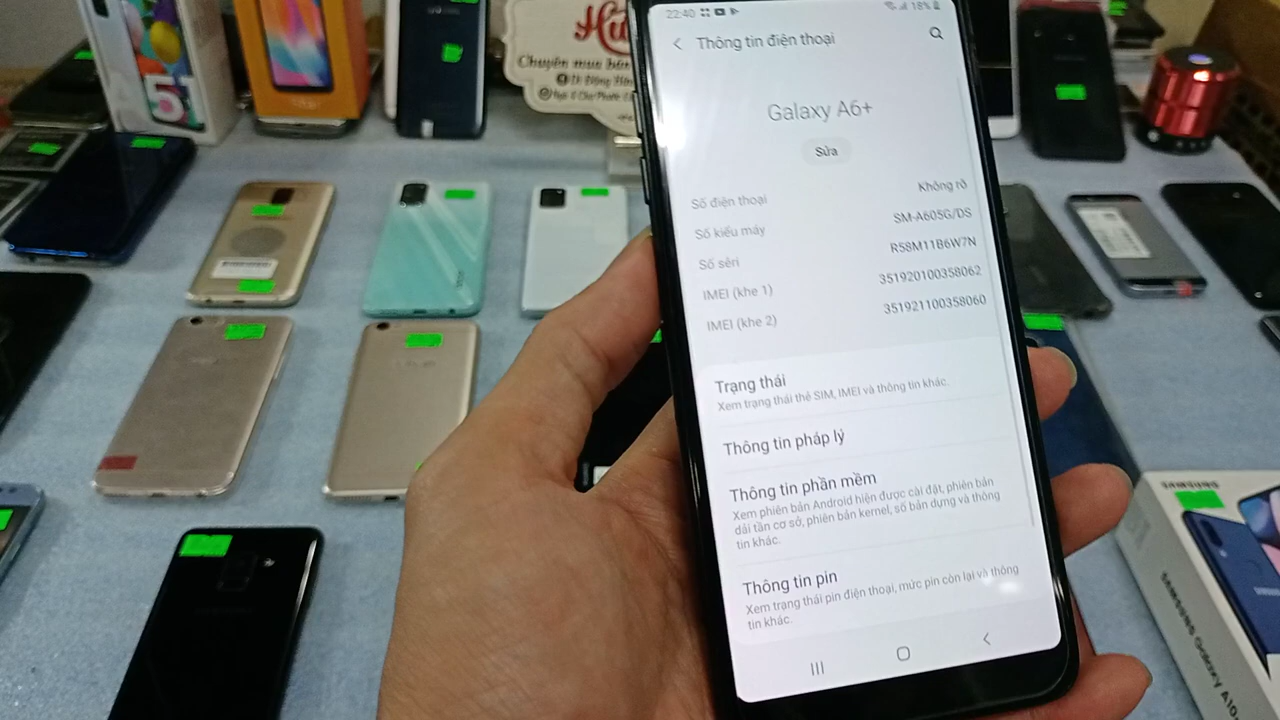 22:40
18%
Thông tin điện thoại
Galaxy A6+
Sửa
Số điện thoại
Không rõ
Số kiểu máy
SM-A605G/DS
Số sêri
R58M11B6W7N
IMEI (khe 1)
351920100358062
IMEI (khe 2)
351921100358060
Trạng thái
Xem trạng thái thẻ SIM, IMEI và thông tin khác.
Thông tin pháp lý
Thông tin phần mềm
Xem phiên bản Android hiện được cài đặt, phiên bản
dải tần cơ sở, phiên bản kernel, số bản dựng và thông
tin khác.
Thông tin pin
Xem trạng thái pin điện thoại, mức pin còn lại và thông
tin khác.
Chuyên mua bán
Di Động
SAMSUNG
SAMSUNG Galaxy A10
51